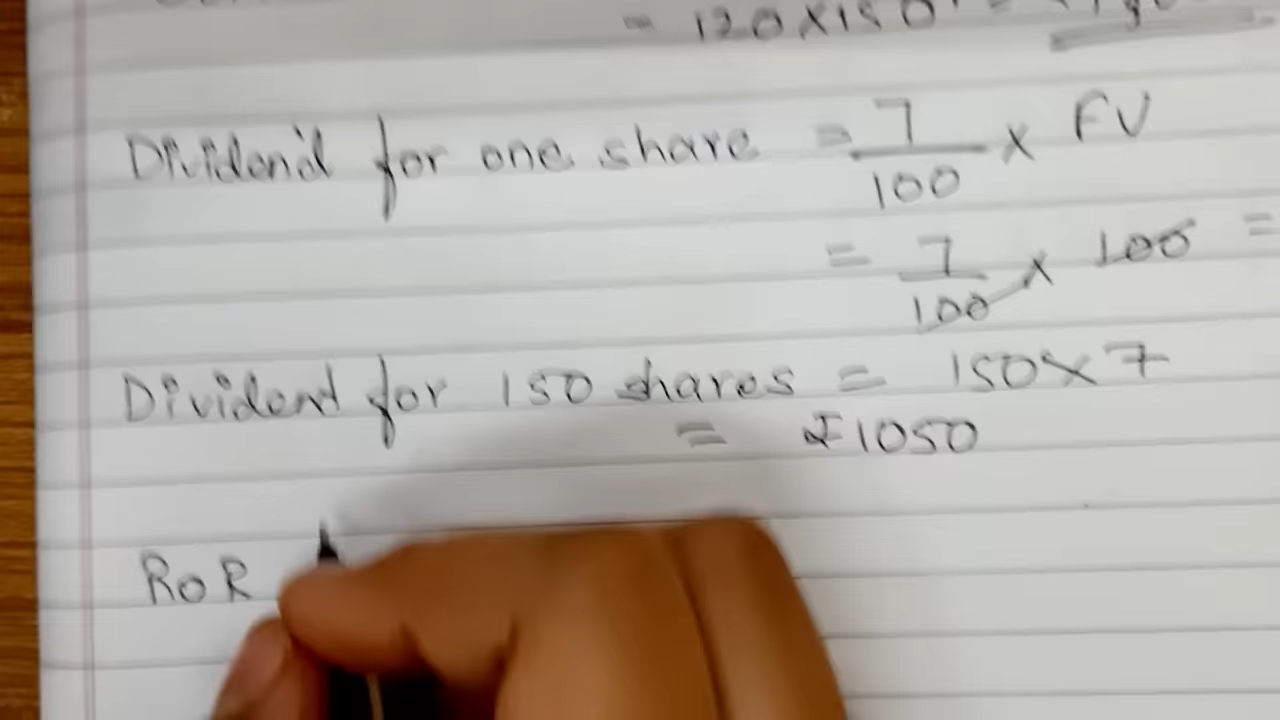 = 120 X 150 =
Dividend for one share = 7/100 x FV
= 7/100 x 100 =
Divident for 150 shares = 150 x 7
= ₹1050
RoR